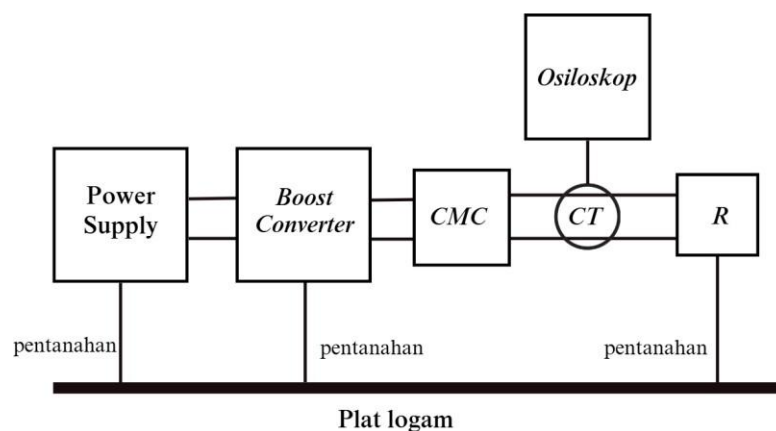 Osiloskop
Power
Supply
Boost
Converter
CMC
CT
R
pentanahan
pentanahan
pentanahan
Plat logam